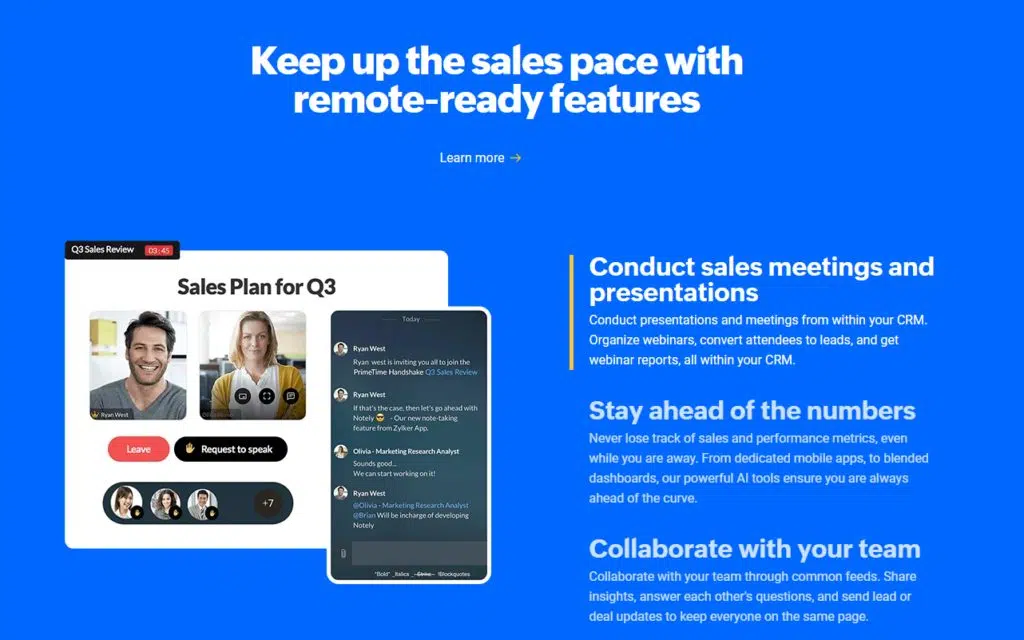 Keep up the sales pace with
remote-ready features
Learn more →
Q3 Sales Review 03:45
Sales Plan for Q3
Ryan West
Leave
Request to speak
+7
Today
Ryan West
Ryan west is inviting you all to join the
PrimeTime Handshake Q3 Sales Review
Ryan West
If that's the case, then let's go ahead with
Notely 😎 - Our new note-taking
feature from Zylker App.
Olivia - Marketing Research Analyst
Sounds good...
We can start working on it!
Ryan West
@Olivia - Marketing Research Analyst
@Brian Will be incharge of developing
Notely
*Bold* _Italics_ ~Strike~ !Blockquotes
Conduct sales meetings and
presentations
Conduct presentations and meetings from within your CRM.
Organize webinars, convert attendees to leads, and get
webinar reports, all within your CRM.
Stay ahead of the numbers
Never lose track of sales and performance metrics, even
while you are away. From dedicated mobile apps, to blended
dashboards, our powerful AI tools ensure you are always
ahead of the curve.
Collaborate with your team
Collaborate with your team through common feeds. Share
insights, answer each other's questions, and send lead or
deal updates to keep everyone on the same page.